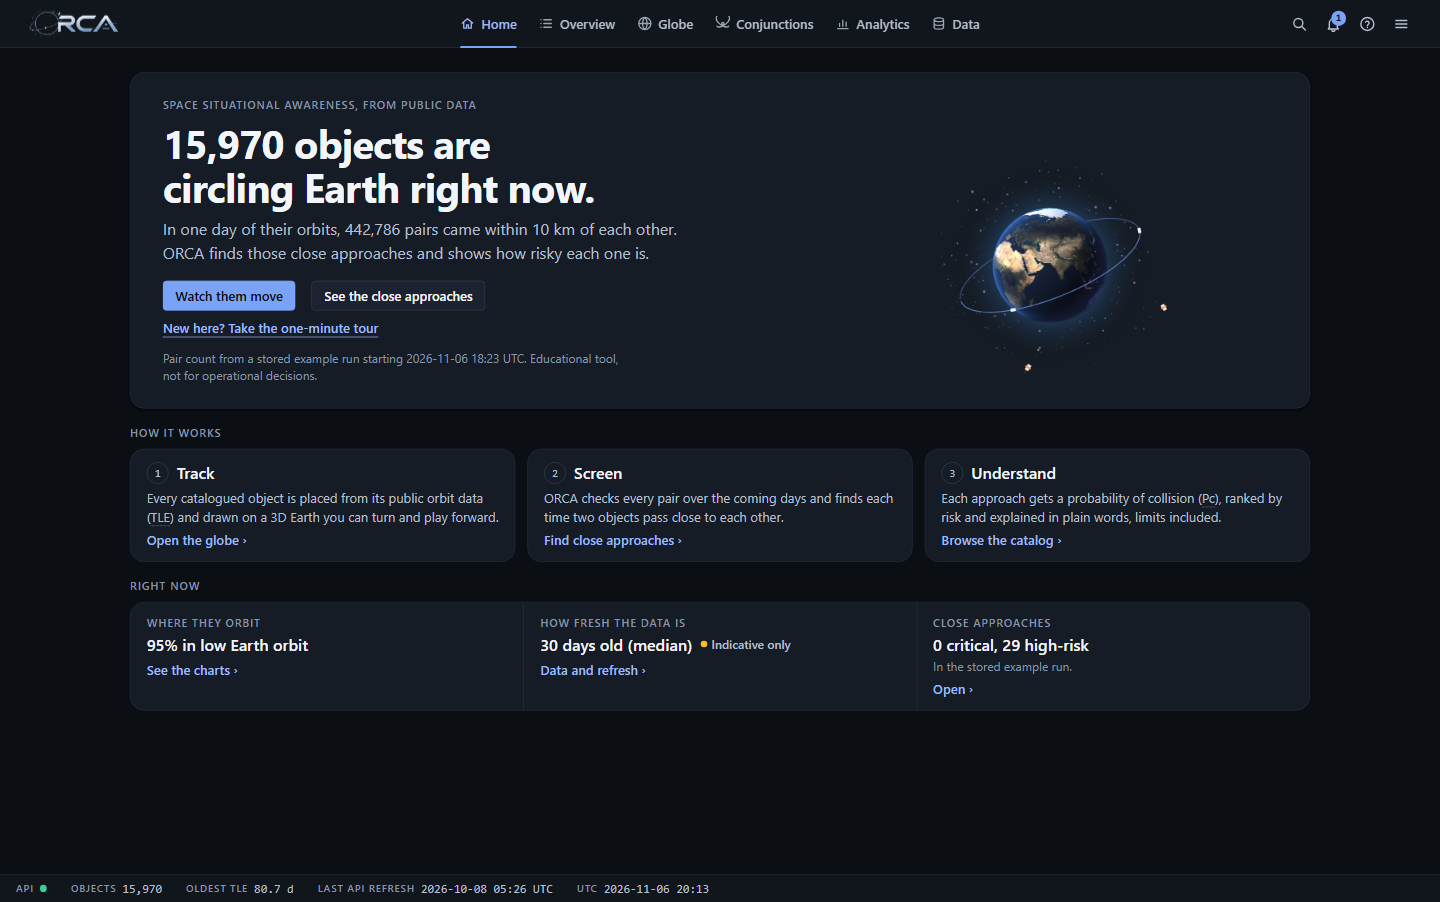 ORCA
Home
Overview
Globe
Conjunctions
Analytics
Data
1
SPACE SITUATIONAL AWARENESS, FROM PUBLIC DATA
15,970 objects are
circling Earth right now.
In one day of their orbits, 442,786 pairs came within 10 km of each other.
ORCA finds those close approaches and shows how risky each one is.
Watch them move
See the close approaches
New here? Take the one-minute tour
Pair count from a stored example run starting 2026-11-06 18:23 UTC. Educational tool,
not for operational decisions.
HOW IT WORKS
1 Track
Every catalogued object is placed from its public orbit data
(TLE) and drawn on a 3D Earth you can turn and play forward.
Open the globe ›
2 Screen
ORCA checks every pair over the coming days and finds each
time two objects pass close to each other.
Find close approaches ›
3 Understand
Each approach gets a probability of collision (Pc), ranked by
risk and explained in plain words, limits included.
Browse the catalog ›
RIGHT NOW
WHERE THEY ORBIT
95% in low Earth orbit
See the charts ›
HOW FRESH THE DATA IS
30 days old (median) Indicative only
Data and refresh ›
CLOSE APPROACHES
0 critical, 29 high-risk
In the stored example run.
Open ›
API OBJECTS 15,970 OLDEST TLE 80.7 d LAST API REFRESH 2026-10-08 05:26 UTC UTC 2026-11-06 20:13